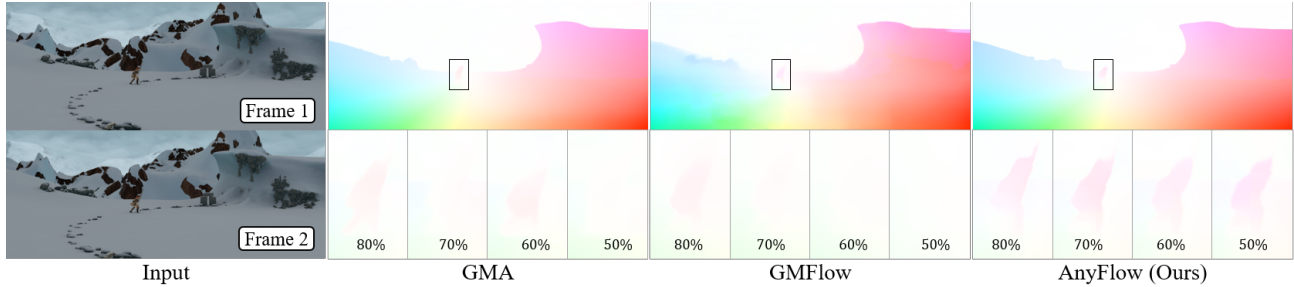 Frame 1
Frame 2
80% 70% 60% 50%
80% 70% 60% 50%
80% 70% 60% 50%
Input GMA GMFlow AnyFlow (Ours)